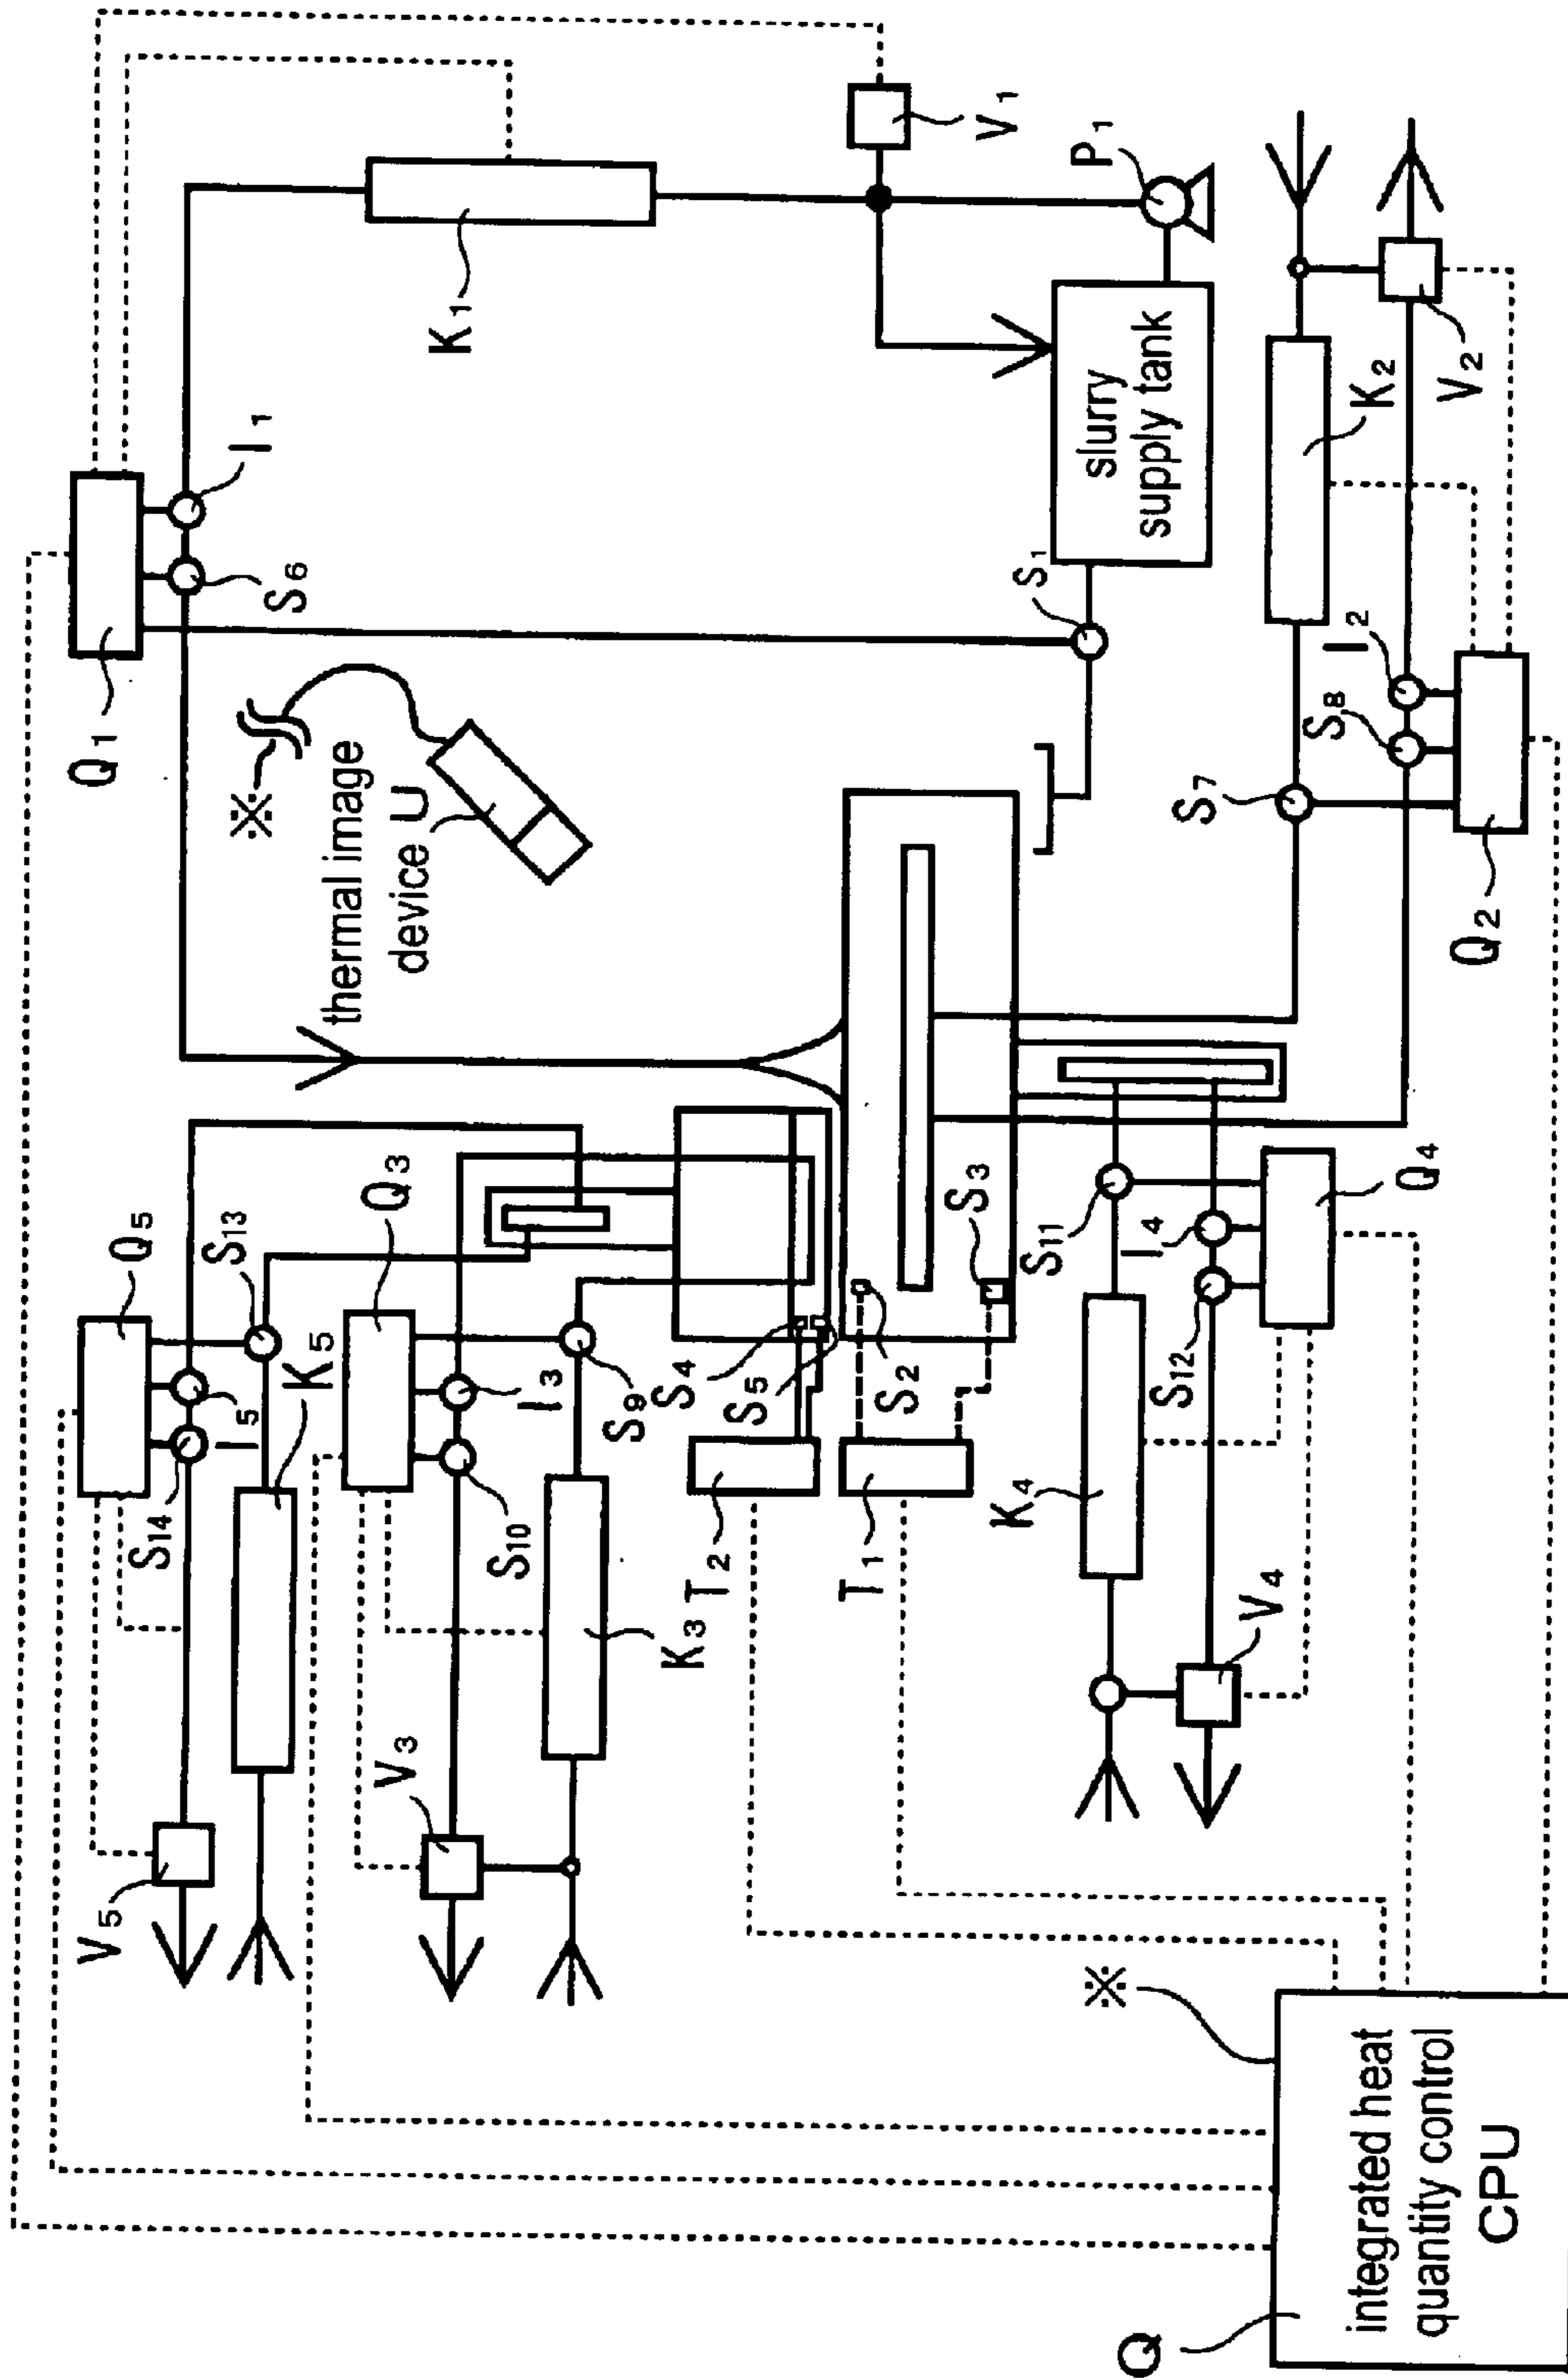 Q₁
I₁
S₆
K₁
V₁
P₁
※
thermal image
device U
slurry
supply tank
S₁
K₂
V₂
I₂
S₈
S₇
Q₂
Q₅
S₁₃
Q₃
K₅
I₅
S₁₄
I₃
S₉
S₁₀
S₄
S₅
S₂
S₃
S₁₁
I₄
Q₄
S₁₂
T₂
T₁
K₄
K₃
V₅
V₃
V₄
※
integrated heat
quantity control
CPU
Q